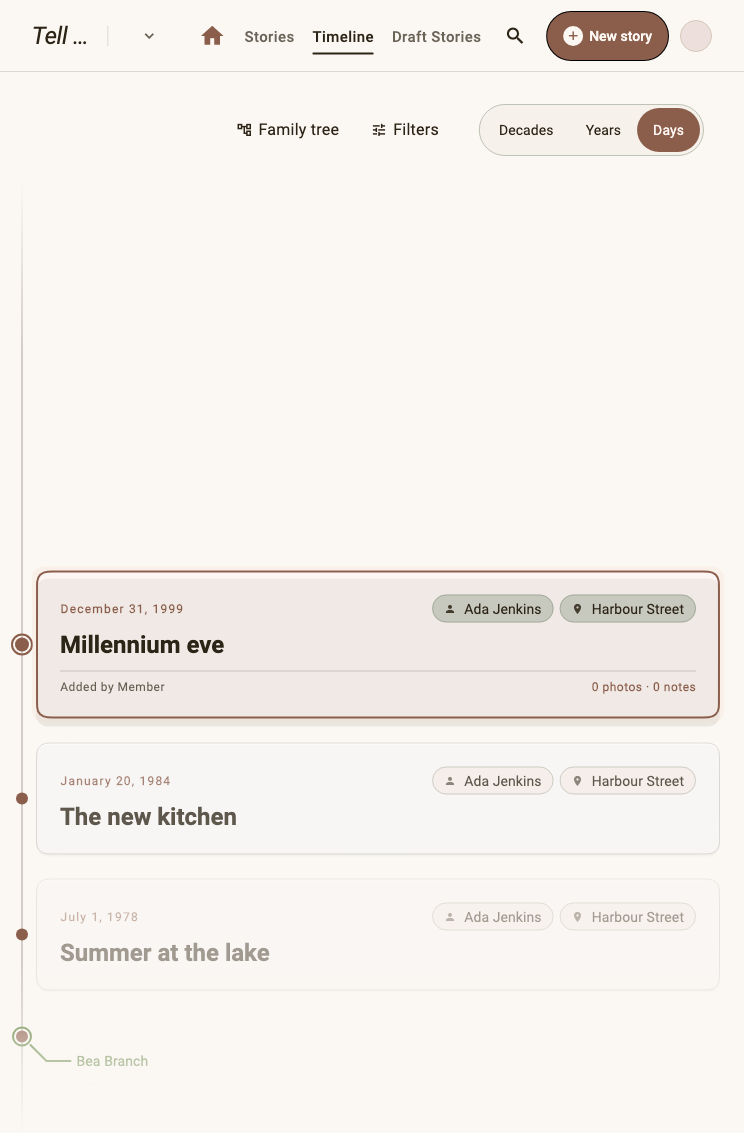 Tell ...
Stories
Timeline
Draft Stories
New story
Family tree
Filters
Decades
Years
Days
December 31, 1999
Ada Jenkins
Harbour Street
Millennium eve
Added by Member
0 photos · 0 notes
January 20, 1984
Ada Jenkins
Harbour Street
The new kitchen
July 1, 1978
Ada Jenkins
Harbour Street
Summer at the lake
Bea Branch